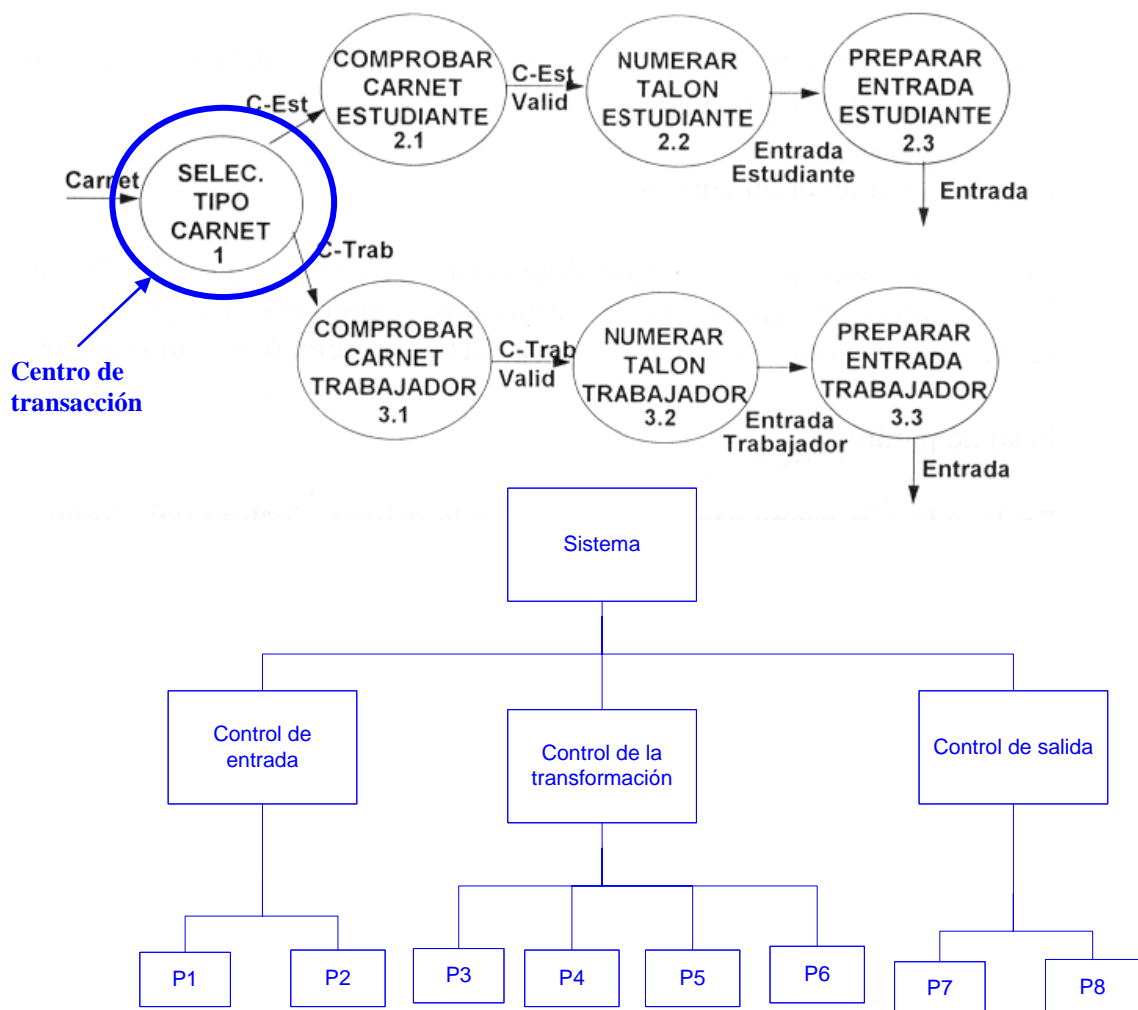 COMPROBAR
CARNET
ESTUDIANTE
2.1
C-Est
Valid
NUMERAR
TALON
ESTUDIANTE
2.2
PREPARAR
ENTRADA
ESTUDIANTE
2.3
C-Est
Entrada
Estudiante
Entrada
Carnet
SELEC.
TIPO
CARNET
1
C-Trab
COMPROBAR
CARNET
TRABAJADOR
3.1
C-Trab
Valid
NUMERAR
TALON
TRABAJADOR
3.2
PREPARAR
ENTRADA
TRABAJADOR
3.3
Centro de
transacción
Entrada
Trabajador
Entrada
Sistema
Control de
entrada
Control de la
transformación
Control de salida
P1
P2
P3
P4
P5
P6
P7
P8